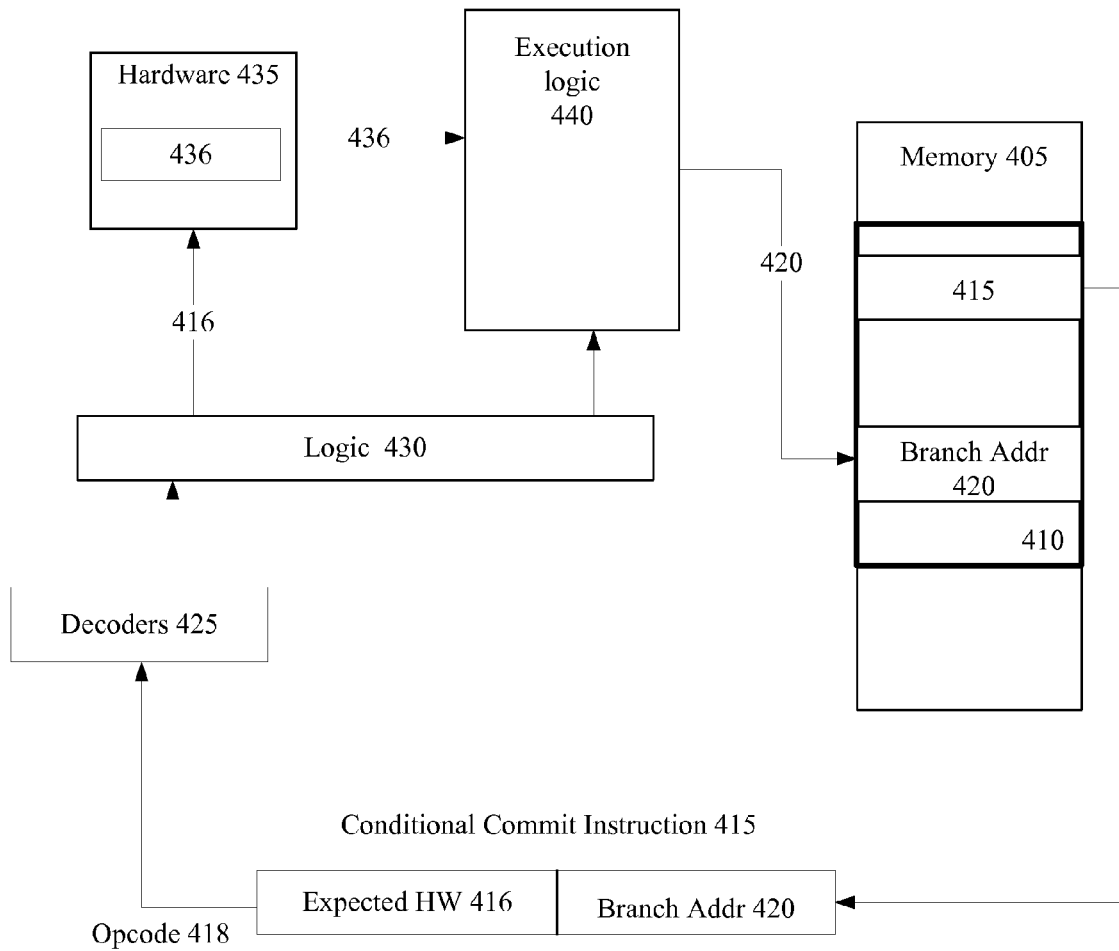 Hardware 435
436
436
Execution
logic
440
Memory 405
415
420
416
Logic 430
Branch Addr
420
410
Decoders 425
Conditional Commit Instruction 415
Expected HW 416
Branch Addr 420
Opcode 418